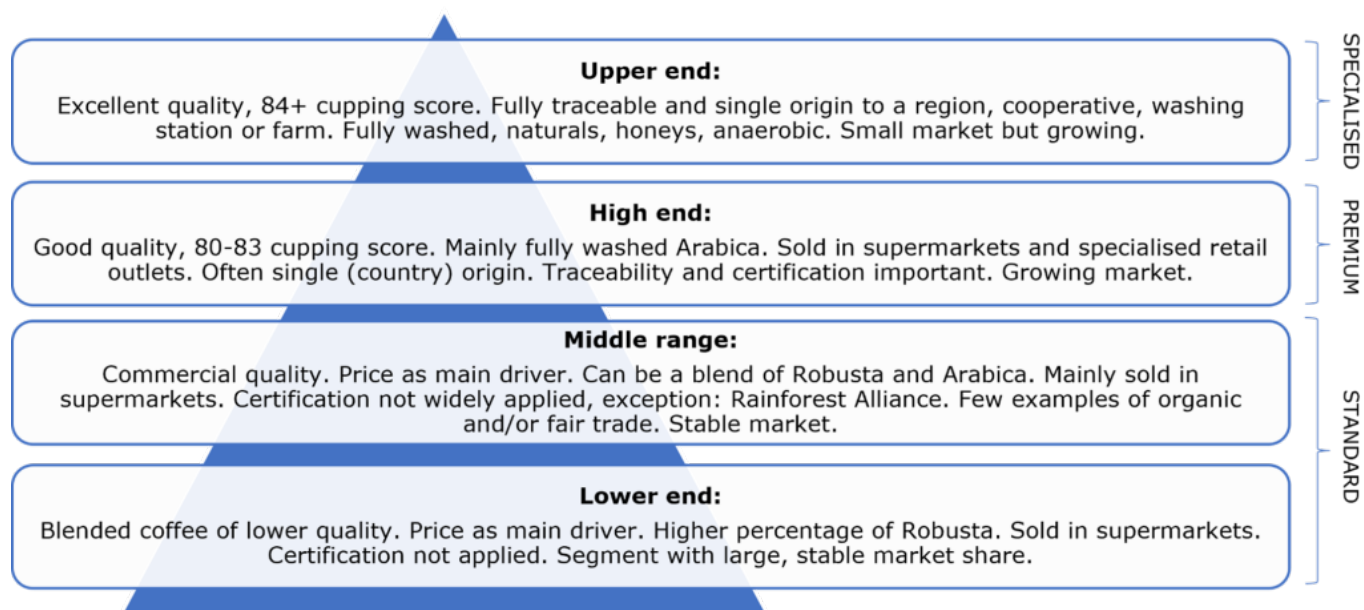 Upper end:
Excellent quality, 84+ cupping score. Fully traceable and single origin to a region, cooperative, washing
station or farm. Fully washed, naturals, honeys, anaerobic. Small market but growing.
SPECIALISED
High end:
Good quality, 80-83 cupping score. Mainly fully washed Arabica. Sold in supermarkets and specialised retail
outlets. Often single (country) origin. Traceability and certification important. Growing market.
PREMIUM
Middle range:
Commercial quality. Price as main driver. Can be a blend of Robusta and Arabica. Mainly sold in
supermarkets. Certification not widely applied, exception: Rainforest Alliance. Few examples of organic
and/or fair trade. Stable market.
Lower end:
Blended coffee of lower quality. Price as main driver. Higher percentage of Robusta. Sold in supermarkets.
Certification not applied. Segment with large, stable market share.
STANDARD